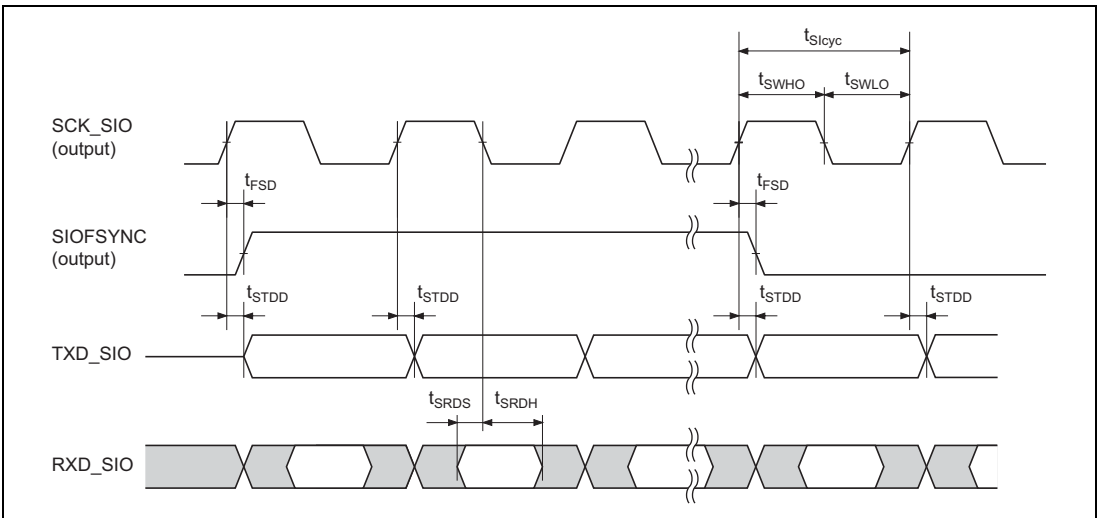 tSIcyc
tSWHO tSWLO
SCK_SIO
(output)
tFSD tFSD
SIOFSYNC
(output)
tSTDD tSTDD tSTDD tSTDD
TXD_SIO
tSRDS tSRDH
RXD_SIO